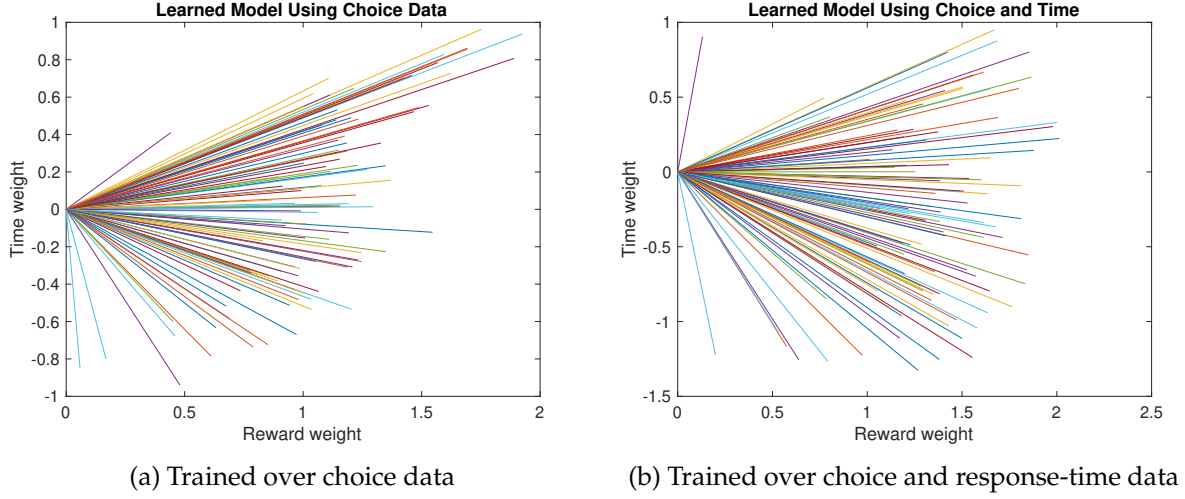 Learned Model Using Choice Data
1
0.8
0.6
0.4
0.2
0
-0.2
-0.4
-0.6
-0.8
-1
Time weight
0 0.5 1 1.5 2
Reward weight
(a) Trained over choice data
Learned Model Using Choice and Time
1
0.5
0
-0.5
-1
-1.5
Time weight
0 0.5 1 1.5 2 2.5
Reward weight
(b) Trained over choice and response-time data